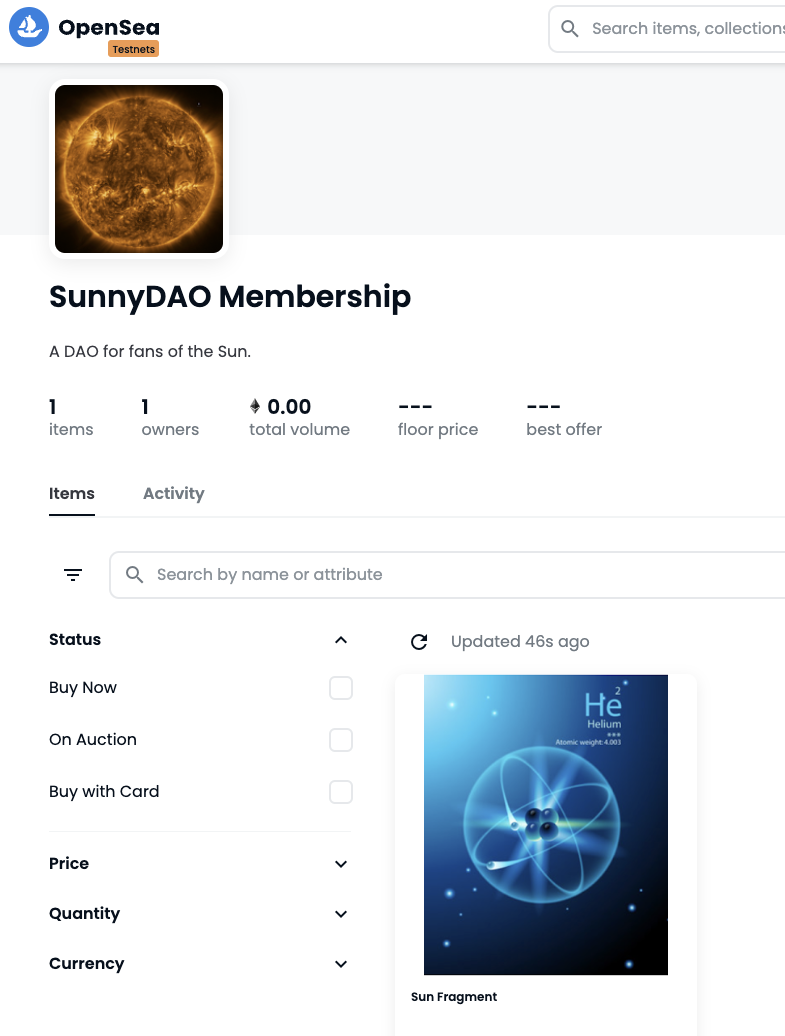 OpenSea
Testnets
Search items, collections
SunnyDAO Membership
A DAO for fans of the Sun.
1 1 0.00 --- ---
items owners total volume floor price best offer
Items Activity
Search by name or attribute
Status
Updated 46s ago
Buy Now
On Auction
Buy with Card
Price
Quantity
Currency
2
He
Helium
Atomic weight:4.003
Sun Fragment